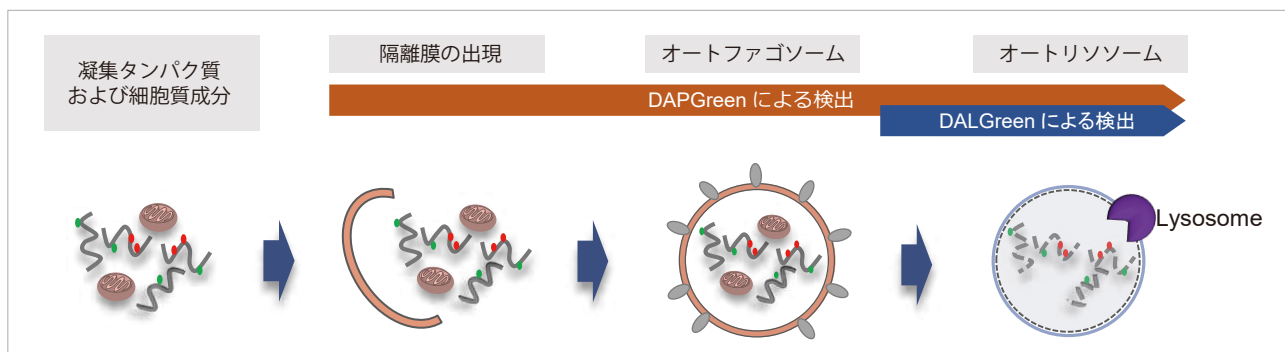 凝集タンパク質
および細胞質成分
隔離膜の出現
オートファゴソーム
オートリソソーム
DAPGreen による検出
DALGreen による検出
Lysosome